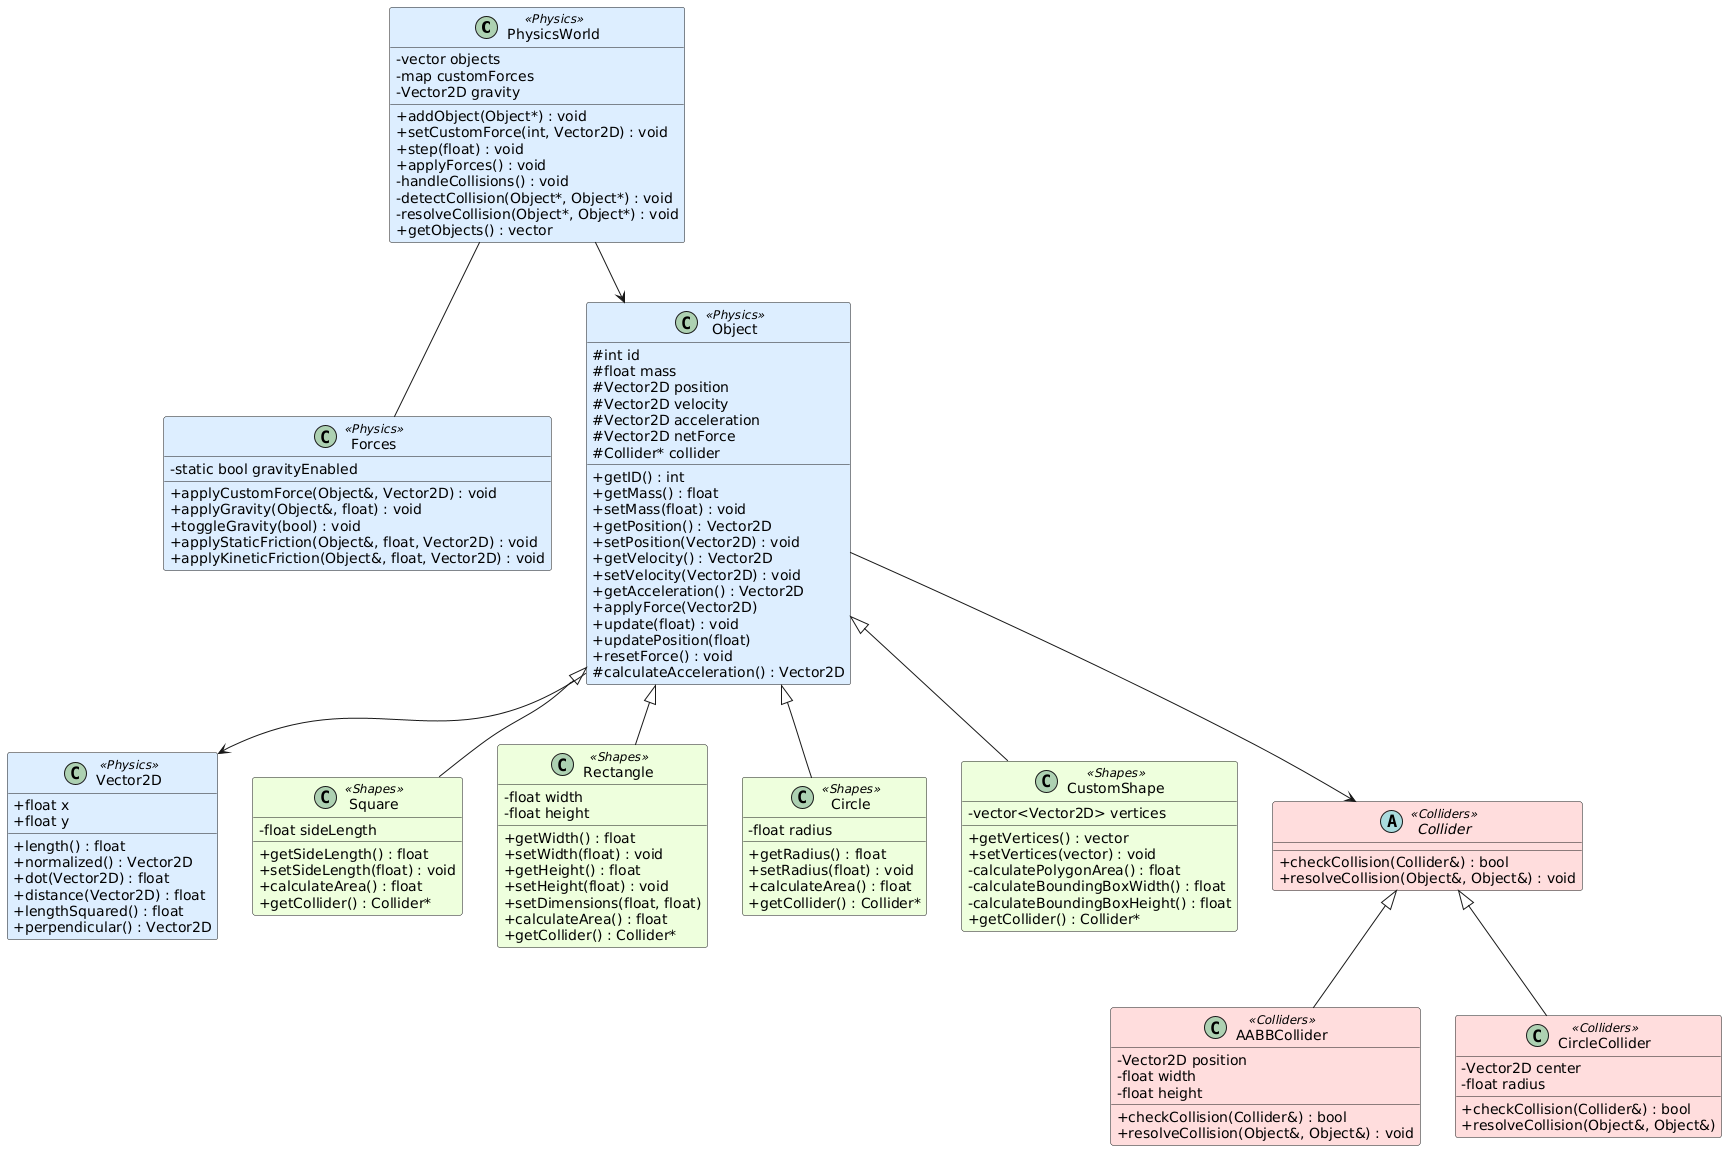 C
«Physics»
PhysicsWorld
-vector objects
-map customForces
-Vector2D gravity
+addObject(Object*) : void
+setCustomForce(int, Vector2D) : void
+step(float) : void
+applyForces() : void
-handleCollisions() : void
-detectCollision(Object*, Object*) : void
-resolveCollision(Object*, Object*) : void
+getObjects() : vector
C
«Physics»
Object
#int id
#float mass
#Vector2D position
#Vector2D velocity
#Vector2D acceleration
#Vector2D netForce
#Collider* collider
+getID() : int
+getMass() : float
+setMass(float) : void
+getPosition() : Vector2D
+setPosition(Vector2D) : void
+getVelocity() : Vector2D
+setVelocity(Vector2D) : void
+getAcceleration() : Vector2D
+applyForce(Vector2D)
+update(float) : void
+updatePosition(float)
+resetForce() : void
#calculateAcceleration() : Vector2D
C
«Physics»
Forces
-static bool gravityEnabled
+applyCustomForce(Object&, Vector2D) : void
+applyGravity(Object&, float) : void
+toggleGravity(bool) : void
+applyStaticFriction(Object&, float, Vector2D) : void
+applyKineticFriction(Object&, float, Vector2D) : void
C
«Physics»
Vector2D
+float x
+float y
+length() : float
+normalized() : Vector2D
+dot(Vector2D) : float
+distance(Vector2D) : float
+lengthSquared() : float
+perpendicular() : Vector2D
C
«Shapes»
Square
-float sideLength
+getSideLength() : float
+setSideLength(float) : void
+calculateArea() : float
+getCollider() : Collider*
C
«Shapes»
Rectangle
-float width
-float height
+getWidth() : float
+setWidth(float) : void
+getHeight() : float
+setHeight(float) : void
+setDimensions(float, float)
+calculateArea() : float
+getCollider() : Collider*
C
«Shapes»
Circle
-float radius
+getRadius() : float
+setRadius(float) : void
+calculateArea() : float
+getCollider() : Collider*
C
«Shapes»
CustomShape
-vector<Vector2D> vertices
+getVertices() : vector
+setVertices(vector) : void
-calculatePolygonArea() : float
-calculateBoundingBoxWidth() : float
-calculateBoundingBoxHeight() : float
+getCollider() : Collider*
A
«Colliders»
Collider
+checkCollision(Collider&) : bool
+resolveCollision(Object&, Object&) : void
C
«Colliders»
AABBCollider
-Vector2D position
-float width
-float height
+checkCollision(Collider&) : bool
+resolveCollision(Object&, Object&) : void
C
«Colliders»
CircleCollider
-Vector2D center
-float radius
+checkCollision(Collider&) : bool
+resolveCollision(Object&, Object&)